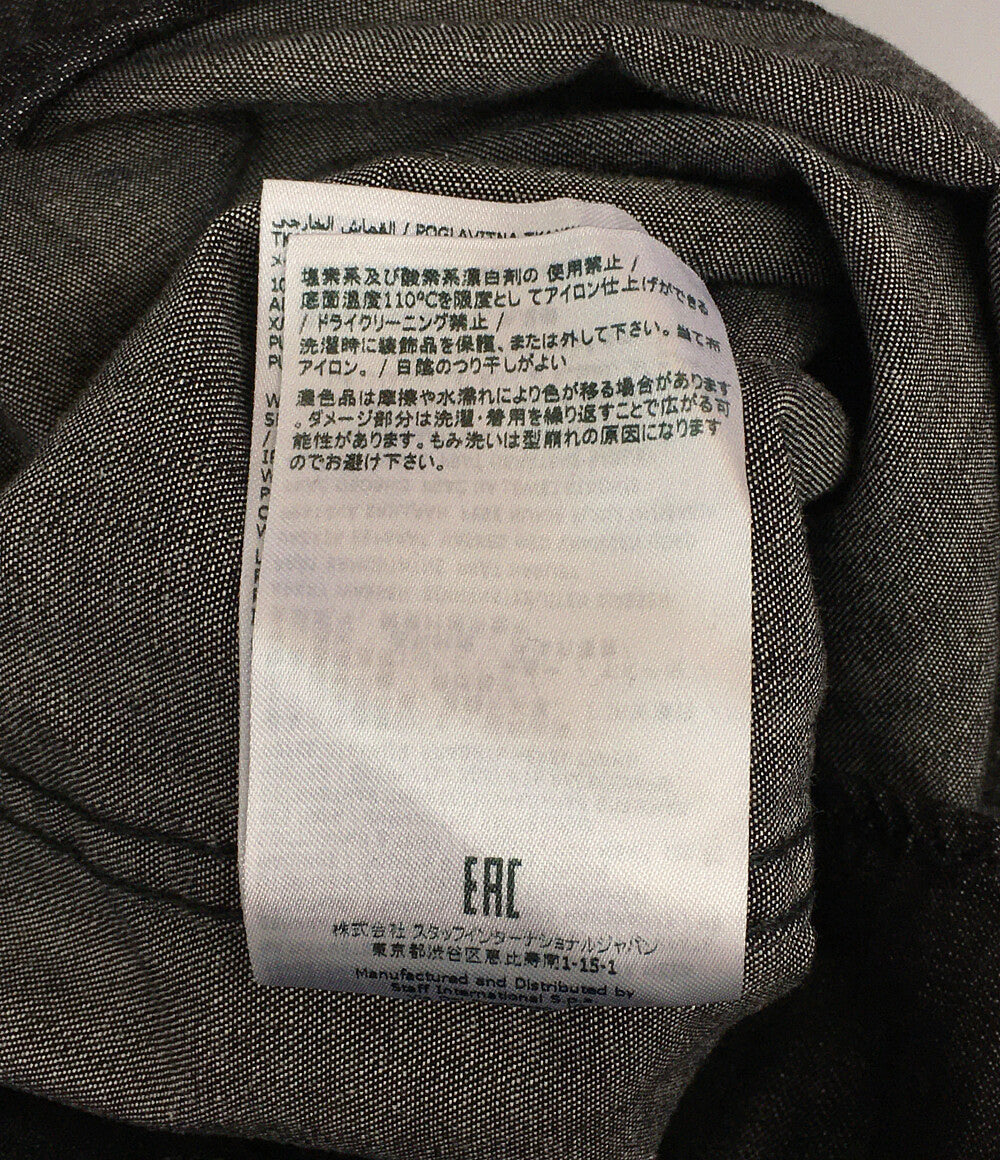 القماش الخارجي / POGLAVITNA
TK
10
W
塩素系及び酸素系漂白剤の 使用禁止 /
底面温度110ºCを限度とし てアイロン仕上げができる
/ ドライクリーニング禁止 /
洗濯時に装飾品を保護、または外して下さい。当て布
アイロン。 / 日陰のつり干しがよい
濃色品は摩擦や水濡れにより色が移る場合があります
。ダメージ部分は洗濯・着用を繰り返すことで広がる可
能性があります。もみ洗いは型崩れの原因になります
のでお避け下さい。
EAC
株式会社 スタッフインターナショナルジャパン
東京都渋谷区恵比寿南1-15-1
Manufactured and Distributed by
Staff International S.p.a